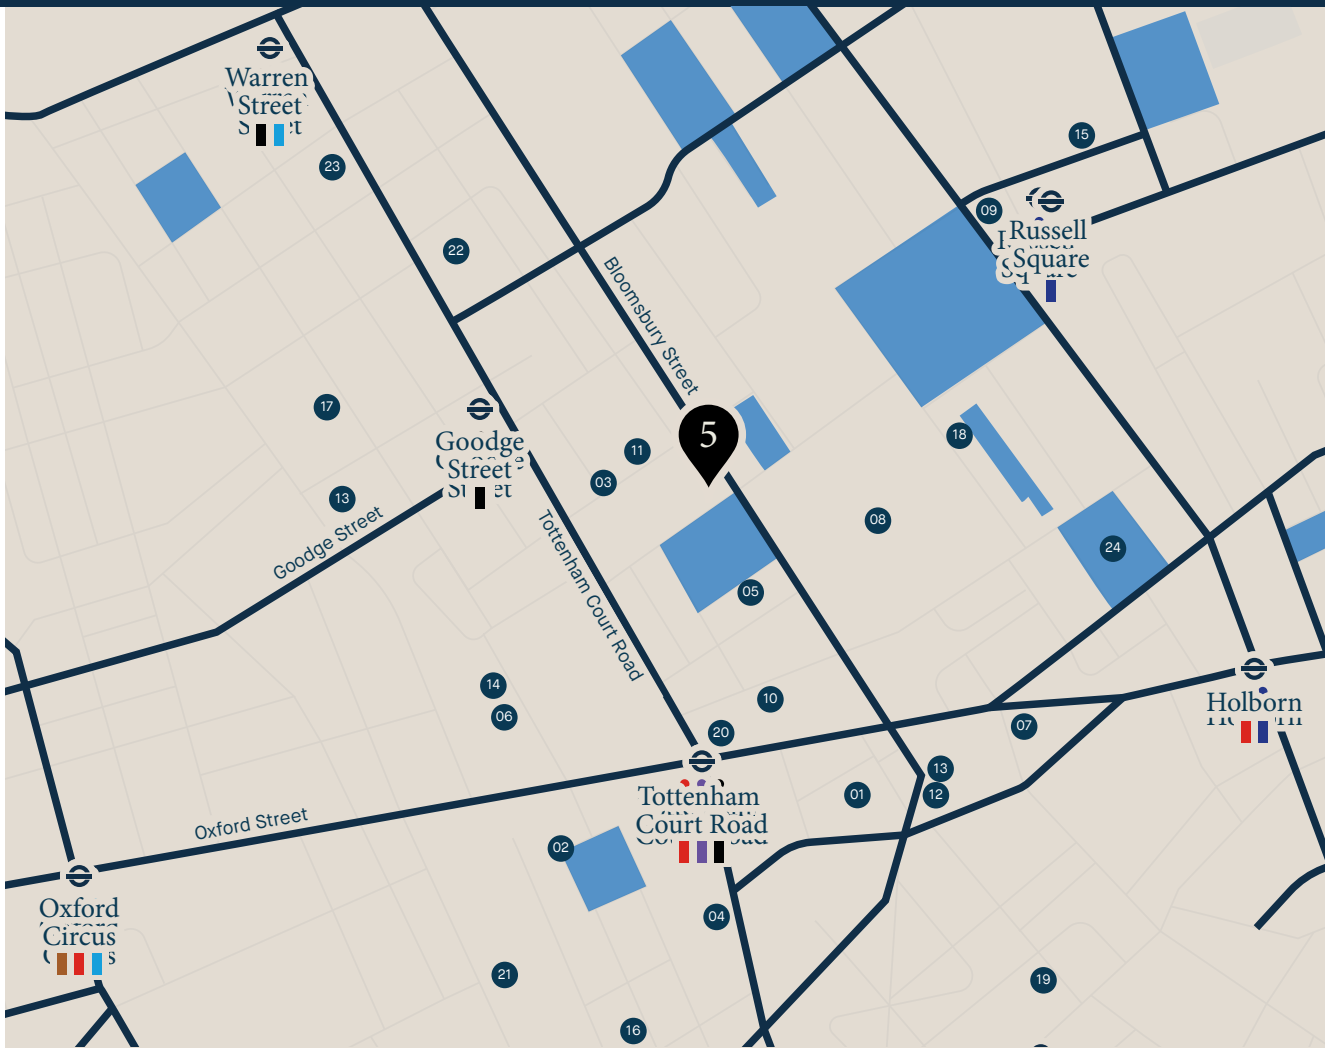 Warren
Street
15
23
09
Russell
Square
22
Bloomsbury Street
17
Goodge
Street
5
11
18
03
13
08
24
Goodge Street
Tottenham Court Road
05
14
10
06
Holborn
07
20
13
Tottenham
Court Road
01
12
Oxford Street
02
Oxford
Circus
04
21
19
16